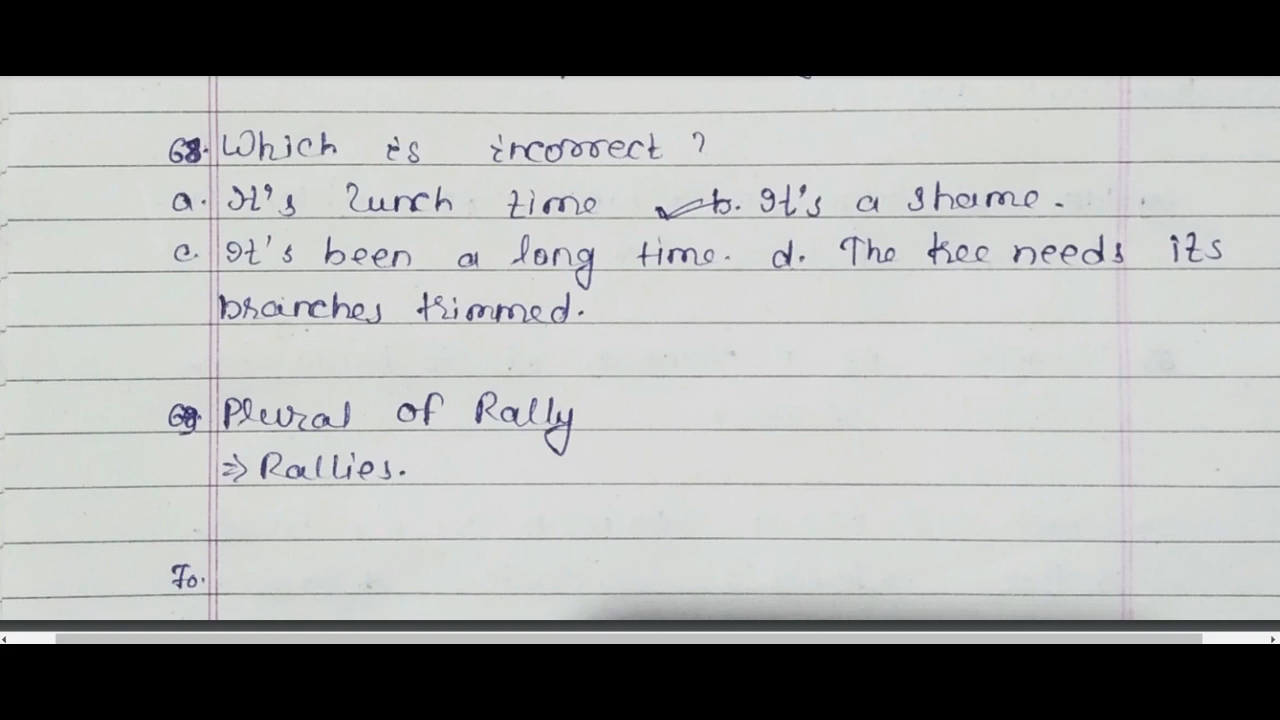 68. Which is incorrect?
a. It's lunch time ✓b. It's a shame.
c. It's been a long time. d. The tree needs its
branches trimmed.
69. Plural of Rally
⇒ Rallies.
70.